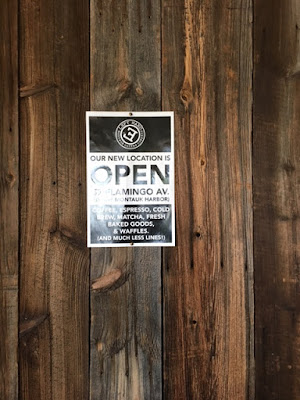 OUR NEW LOCATION IS
OPEN
FLAMINGO AV.
MONTAUK HARBOR)
ESPRESSO, COLD
BREW, MATCHA, FRESH
BAKED GOODS,
& WAFFLES.
(AND MUCH LESS LINES!)